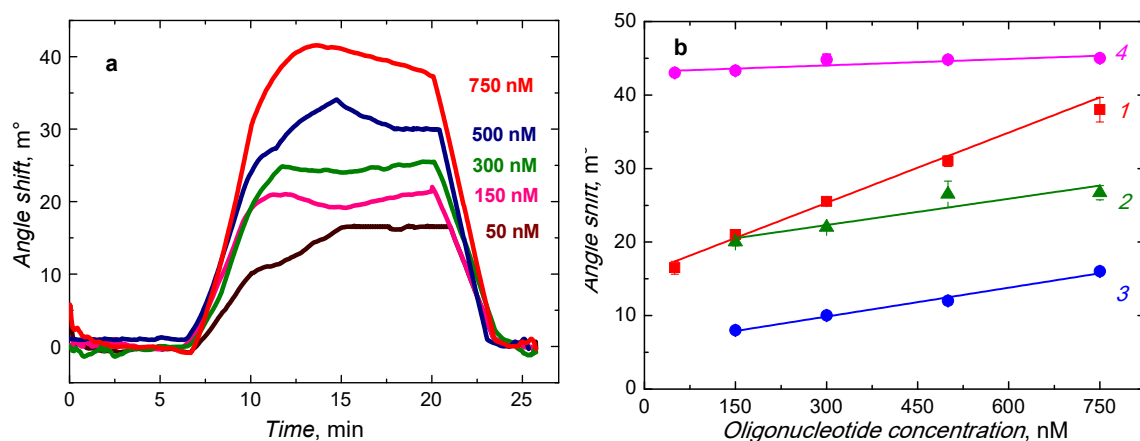 a
750 nM
500 nM
300 nM
150 nM
50 nM
40
30
20
10
0
Angle shift, m°
0 5 10 15 20 25
Time, min
b
4
1
2
3
50
40
30
20
10
0
Angle shift, m°
0 150 300 450 600 750
Oligonucleotide concentration, nM